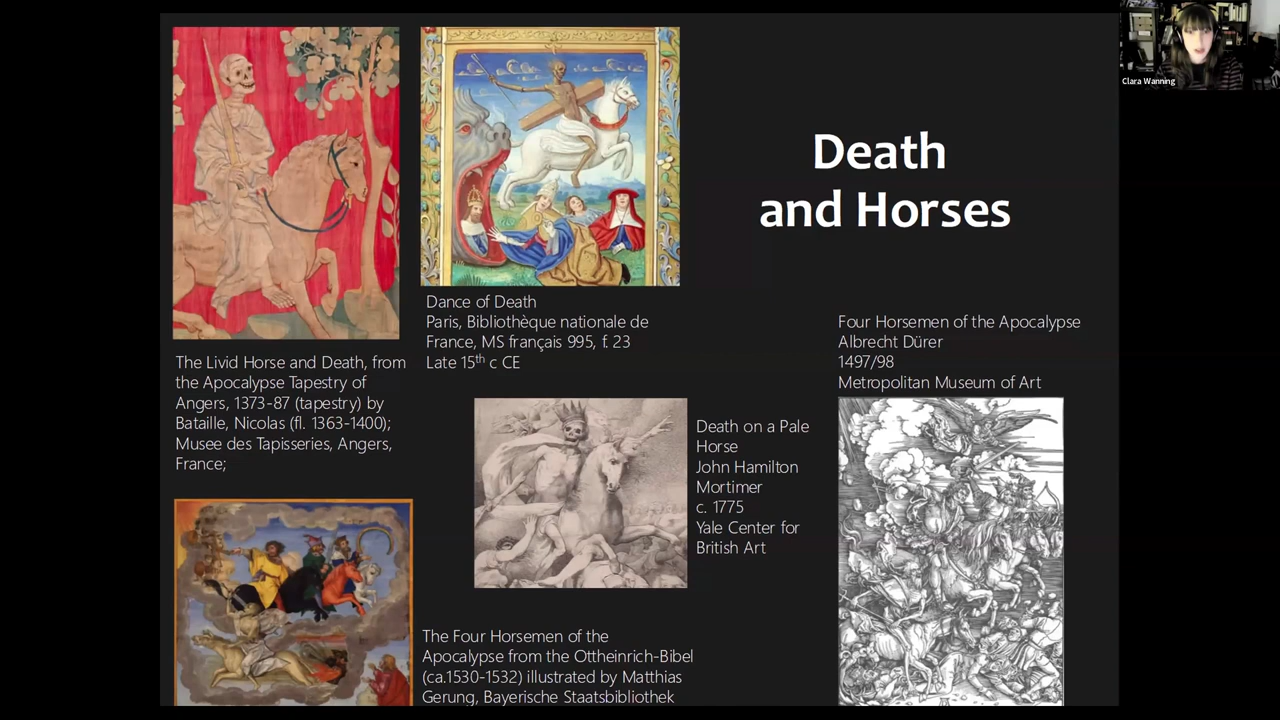 Clara Wanning
Death
and Horses
Dance of Death
Paris, Bibliothèque nationale de
France, MS français 995, f. 23
Late 15th c CE
The Livid Horse and Death, from
the Apocalypse Tapestry of
Angers, 1373-87 (tapestry) by
Bataille, Nicolas (fl. 1363-1400);
Musee des Tapisseries, Angers,
France;
Four Horsemen of the Apocalypse
Albrecht Dürer
1497/98
Metropolitan Museum of Art
Death on a Pale
Horse
John Hamilton
Mortimer
c. 1775
Yale Center for
British Art
The Four Horsemen of the
Apocalypse from the Ottheinrich-Bibel
(ca.1530-1532) illustrated by Matthias
Gerung, Bayerische Staatsbibliothek